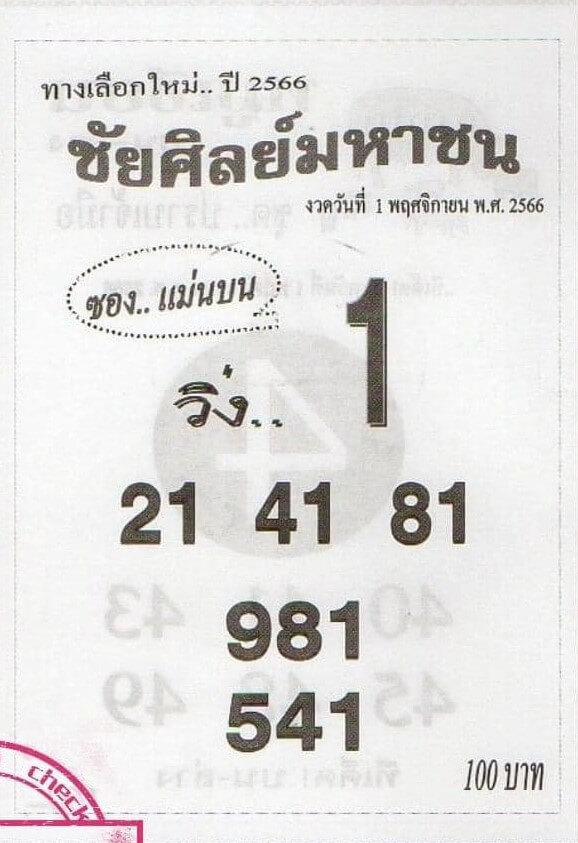 ทางเลือกใหม่.. ปี 2566
ชัยศิลย์มหาชน
งวดวันที่ 1 พฤศจิกายน พ.ศ. 2566
ซอง.. แม่นบน
1
วิ่ง..
21 41 81
981
541
100 บาท
check